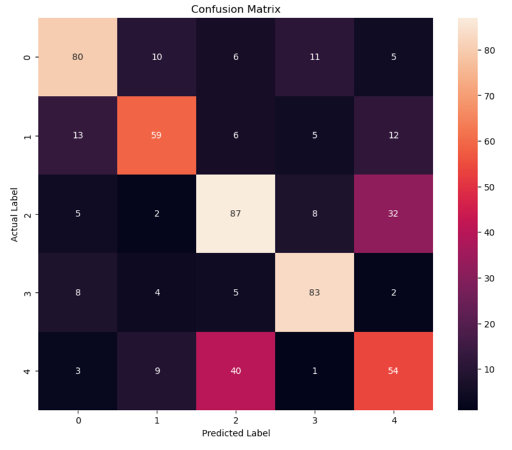 Confusion Matrix
0 80 10 6 11 5
1 13 59 6 5 12
2 5 2 87 8 32
3 8 4 5 83 2
4 3 9 40 1 54
0 1 2 3 4
Actual Label
Predicted Label
80
70
60
50
40
30
20
10